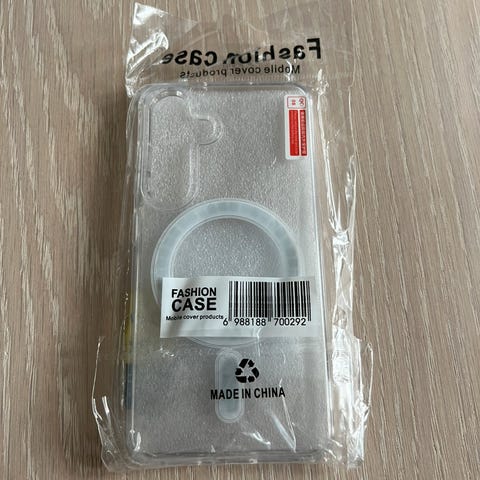 Fashion case
Mobile cover products
FASHION
CASE
Mobile cover products
6 988188 700292
MADE IN CHINA